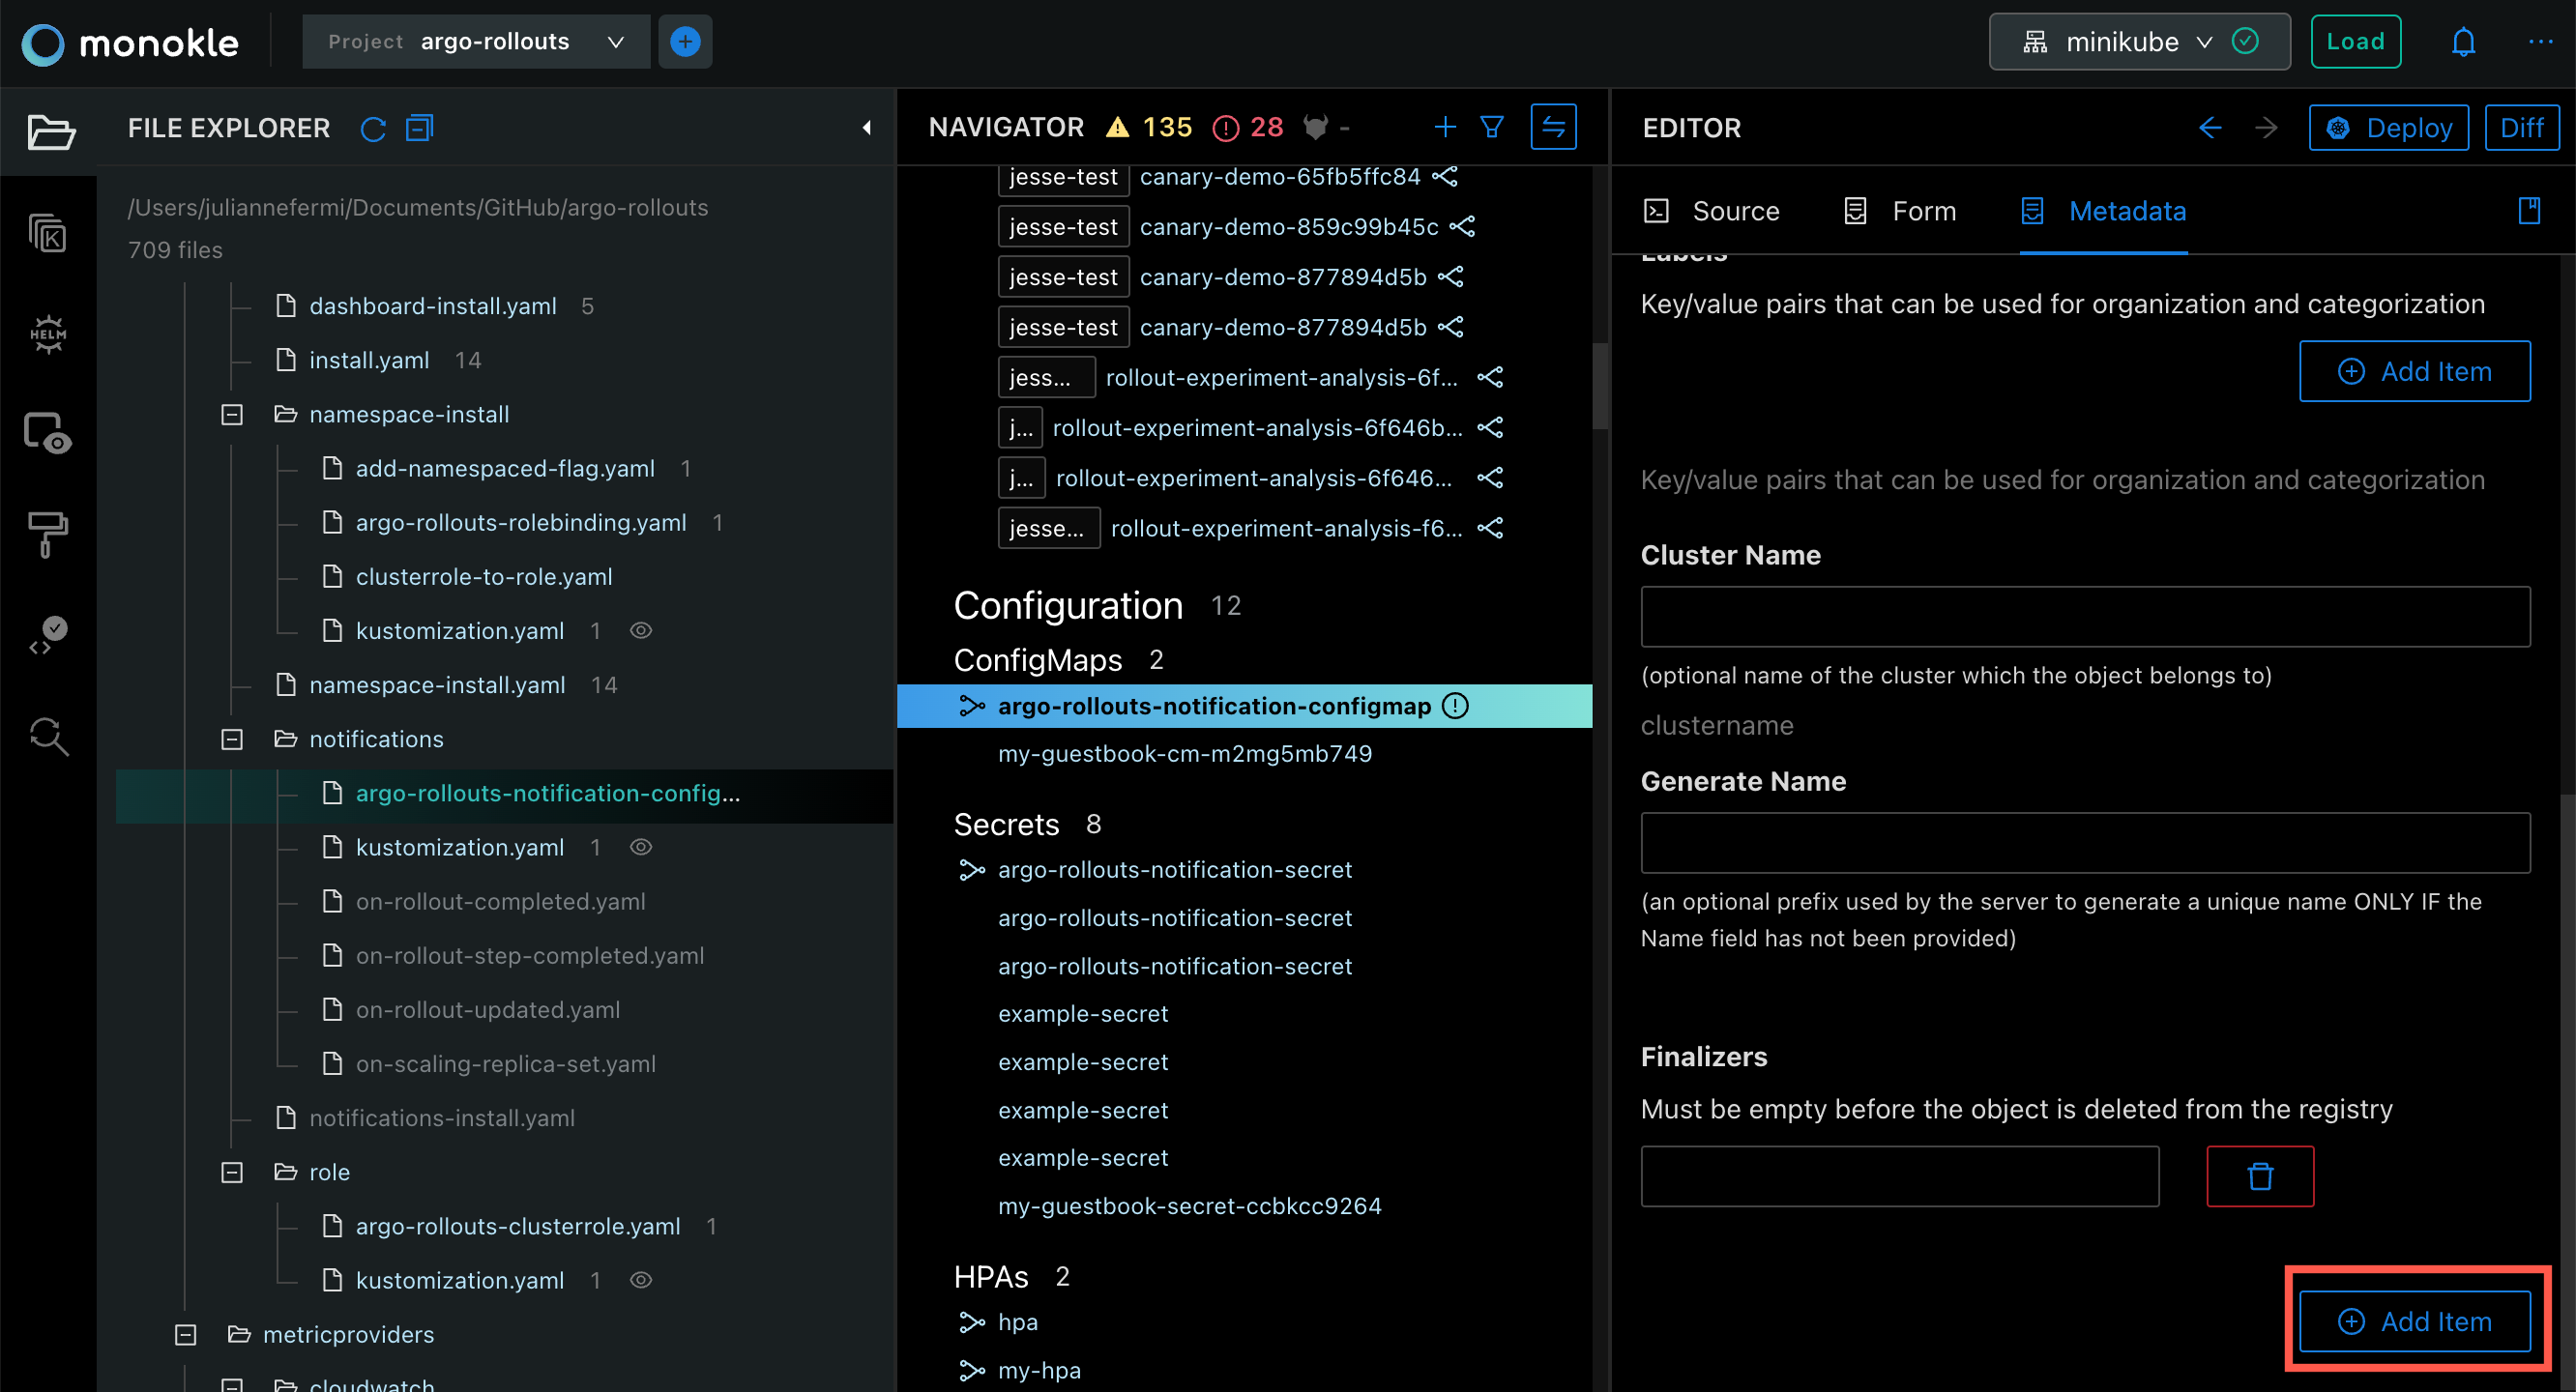 monokle
Project argo-rollouts
minikube
Load
FILE EXPLORER
/Users/juliannefermi/Documents/GitHub/argo-rollouts
709 files
dashboard-install.yaml 5
install.yaml 14
namespace-install
add-namespaced-flag.yaml 1
argo-rollouts-rolebinding.yaml 1
clusterrole-to-role.yaml
kustomization.yaml 1
namespace-install.yaml 14
notifications
argo-rollouts-notification-config...
kustomization.yaml 1
on-rollout-completed.yaml
on-rollout-step-completed.yaml
on-rollout-updated.yaml
on-scaling-replica-set.yaml
notifications-install.yaml
role
argo-rollouts-clusterrole.yaml 1
kustomization.yaml 1
metricproviders
cloudwatch
K
HELM
NAVIGATOR 135 28 -
jesse-test canary-demo-65fb5ffc84
jesse-test canary-demo-859c99b45c
jesse-test canary-demo-877894d5b
jesse-test canary-demo-877894d5b
jess... rollout-experiment-analysis-6f...
j... rollout-experiment-analysis-6f646b...
j... rollout-experiment-analysis-6f646...
jesse... rollout-experiment-analysis-f6...
Configuration 12
ConfigMaps 2
argo-rollouts-notification-configmap
my-guestbook-cm-m2mg5mb749
Secrets 8
argo-rollouts-notification-secret
argo-rollouts-notification-secret
argo-rollouts-notification-secret
example-secret
example-secret
example-secret
example-secret
my-guestbook-secret-ccbkcc9264
HPAs 2
hpa
my-hpa
EDITOR
Deploy
Diff
Source
Form
Metadata
Labels
Key/value pairs that can be used for organization and categorization
Add Item
Key/value pairs that can be used for organization and categorization
Cluster Name
(optional name of the cluster which the object belongs to)
clustername
Generate Name
(an optional prefix used by the server to generate a unique name ONLY IF the
Name field has not been provided)
Finalizers
Must be empty before the object is deleted from the registry
Add Item